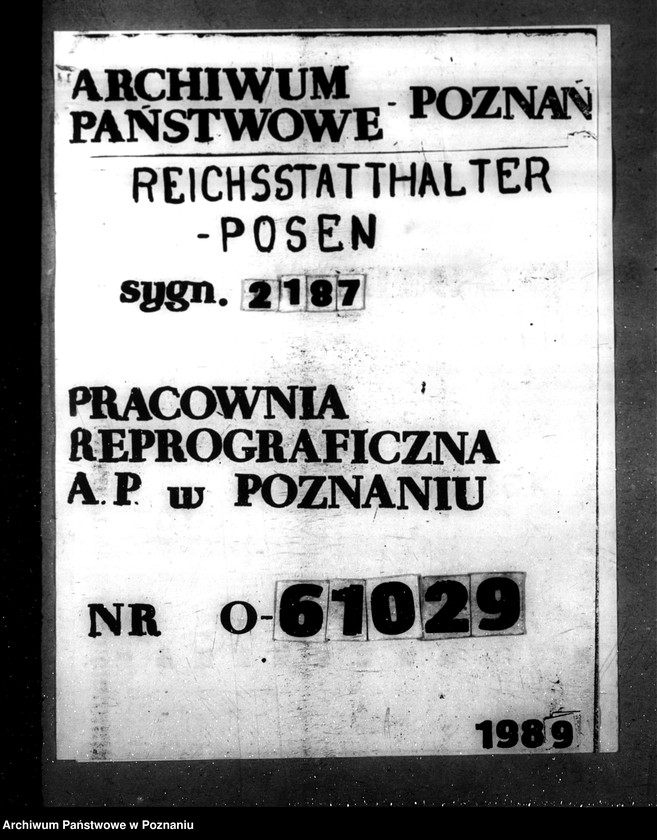 ARCHIWUM
PAŃSTWOWE - POZNAŃ
REICHSSTATTHALTER
-POSEN
sygn. 2187
PRACOWNIA
REPROGRAFICZNA
A.P. w POZNANIU
NR O-61029
1989
Archiwum Państwowe w Poznaniu